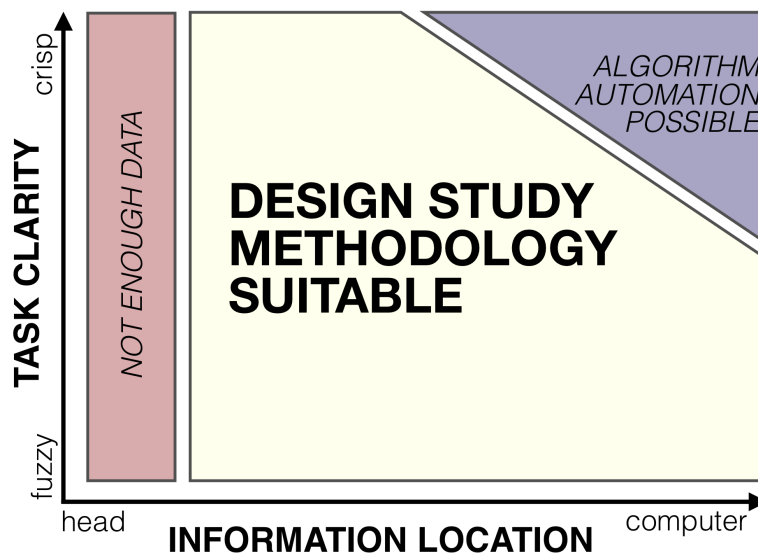 crisp
TASK CLARITY
fuzzy
NOT ENOUGH DATA
DESIGN STUDY
METHODOLOGY
SUITABLE
ALGORITHM
AUTOMATION
POSSIBLE
head
computer
INFORMATION LOCATION